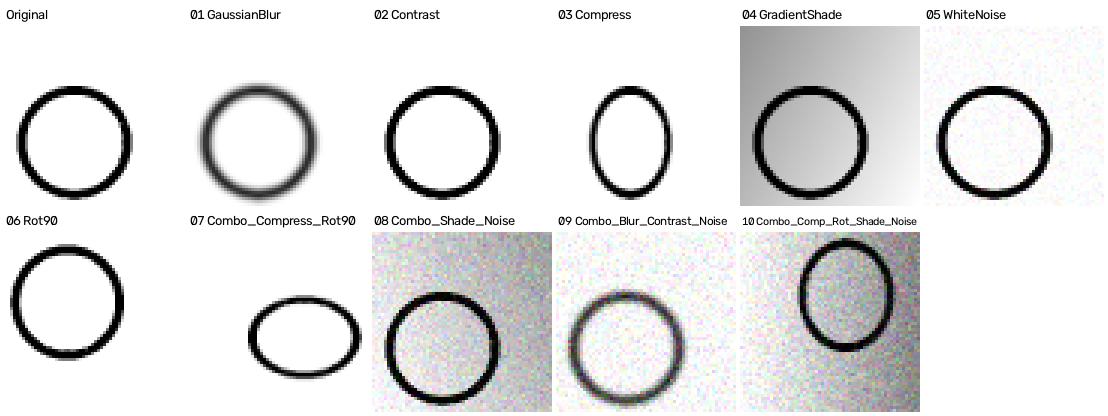 Original
01 GaussianBlur
02 Contrast
03 Compress
04 GradientShade
05 WhiteNoise
06 Rot90
07 Combo_Compress_Rot90
08 Combo_Shade_Noise
09 Combo_Blur_Contrast_Noise
10 Combo_Comp_Rot_Shade_Noise